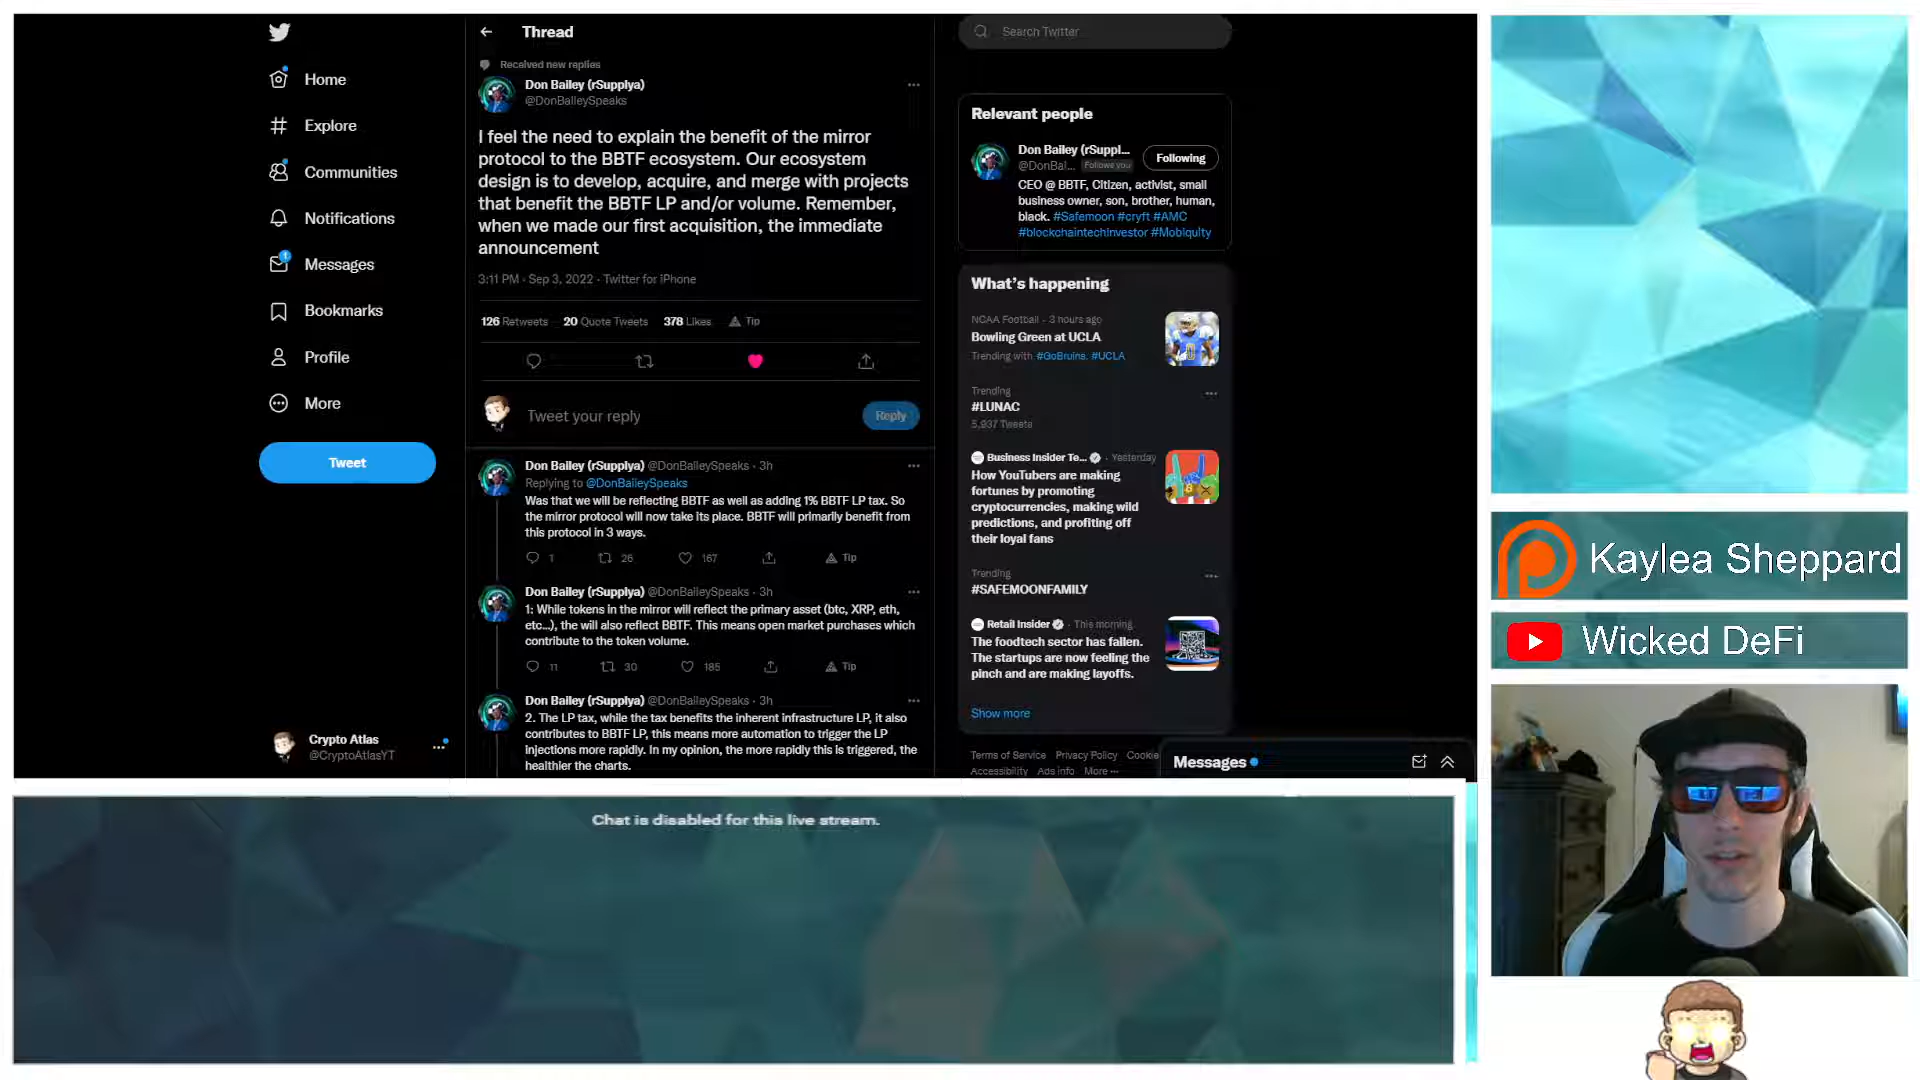 Home
Explore
Communities
Notifications
1
Messages
Bookmarks
Profile
More
Tweet
Crypto Atlas
@CryptoAtlasYT
Thread
Received new replies
Don Bailey (rSupplya)
@DonBaileySpeaks
I feel the need to explain the benefit of the mirror
protocol to the BBTF ecosystem. Our ecosystem
design is to develop, acquire, and merge with projects
that benefit the BBTF LP and/or volume. Remember,
when we made our first acquisition, the immediate
announcement
3:11 PM · Sep 3, 2022 · Twitter for iPhone
126 Retweets 20 Quote Tweets 378 Likes Tip
Tweet your reply
Reply
Don Bailey (rSupplya) @DonBaileySpeaks · 3h
Replying to @DonBaileySpeaks
Was that we will be reflecting BBTF as well as adding 1% BBTF LP tax. So
the mirror protocol will now take its place. BBTF will primarily benefit from
this protocol in 3 ways.
1 26 167 Tip
Don Bailey (rSupplya) @DonBaileySpeaks · 3h
1: While tokens in the mirror will reflect the primary asset (btc, XRP, eth,
etc...), the will also reflect BBTF. This means open market purchases which
contribute to the token volume.
11 30 185 Tip
Don Bailey (rSupplya) @DonBaileySpeaks · 3h
2. The LP tax, while the tax benefits the inherent infrastructure LP, it also
contributes to BBTF LP, this means more automation to trigger the LP
injections more rapidly. In my opinion, the more rapidly this is triggered, the
healthier the charts.
Search Twitter
Relevant people
Don Bailey (rSuppl...
@DonBai... Follows you
Following
CEO @ BBTF, Citizen, activist, small
business owner, son, brother, human,
black. #Safemoon #cryft #AMC
#blockchaintechinvestor #Mobiquity
What's happening
NCAA Football · 3 hours ago
Bowling Green at UCLA
Trending with #GoBruins, #UCLA
Trending
#LUNAC
5,937 Tweets
Business Insider Te... · Yesterday
How YouTubers are making
fortunes by promoting
cryptocurrencies, making wild
predictions, and profiting off
their loyal fans
Trending
#SAFEMOONFAMILY
Retail Insider · This morning
The foodtech sector has fallen.
The startups are now feeling the
pinch and are making layoffs.
Show more
Terms of Service Privacy Policy Cookie
Accessibility Ads info More ···
Messages
Kaylea Sheppard
Wicked DeFi
Chat is disabled for this live stream.